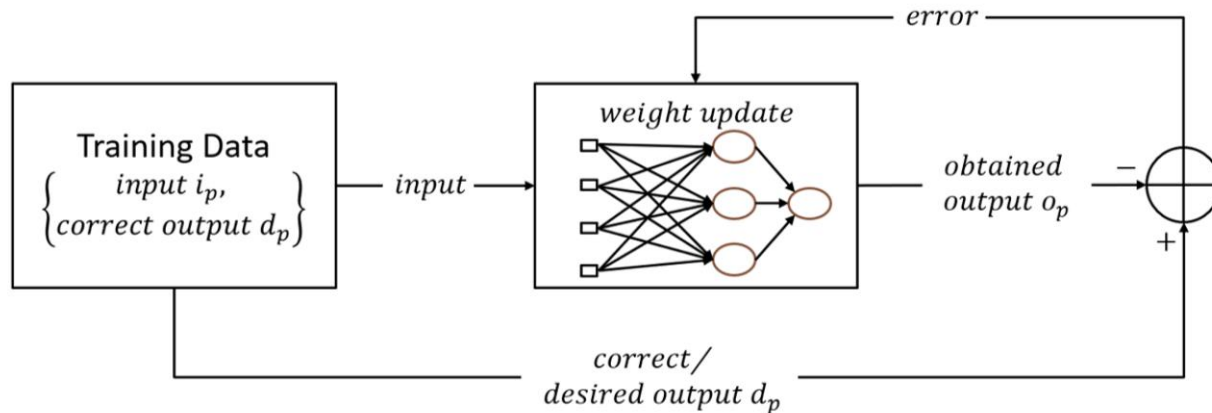 error
Training Data
{input i_p,
correct output d_p}
input
weight update
obtained
output o_p
−
+
correct/
desired output d_p